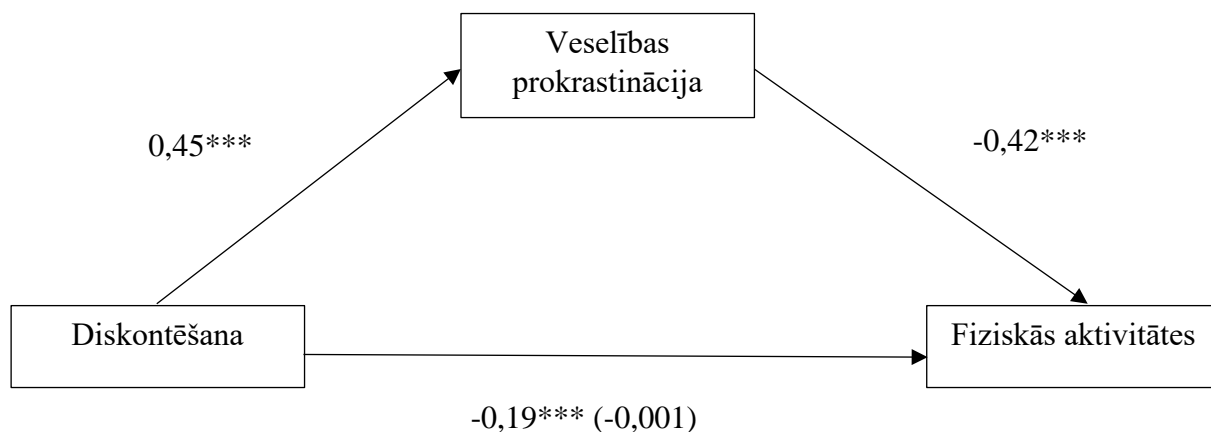 Veselības
prokrastinācija
0,45***
-0,42***
Diskontēšana
Fiziskās aktivitātes
-0,19*** (-0,001)